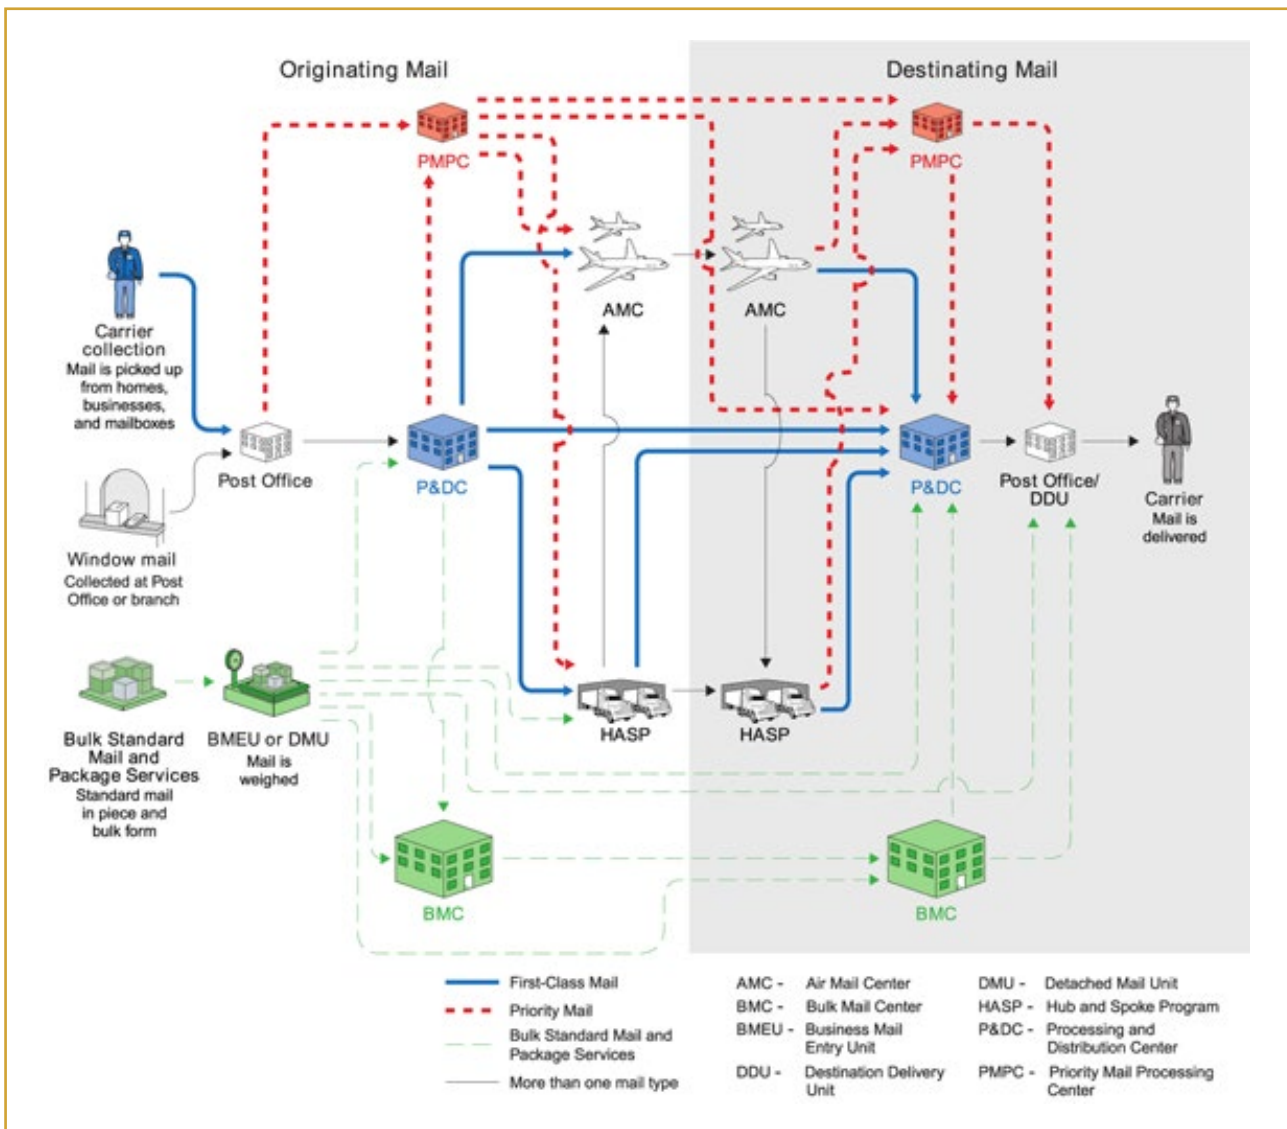 Originating Mail
Destinating Mail
PMPC
PMPC
AMC
AMC
Carrier
collection
Mail is picked up
from homes,
businesses,
and mailboxes
Post Office
P&DC
P&DC
Post Office/
DDU
Carrier
Mail is
delivered
Window mail
Collected at Post
Office or branch
Bulk Standard
Mail and
Package Services
Standard mail
in piece and
bulk form
BMEU or DMU
Mail is
weighed
HASP
HASP
BMC
BMC
First-Class Mail
Priority Mail
Bulk Standard Mail and
Package Services
More than one mail type
AMC - Air Mail Center
BMC - Bulk Mail Center
BMEU - Business Mail
Entry Unit
DDU - Destination Delivery
Unit
DMU - Detached Mail Unit
HASP - Hub and Spoke Program
P&DC - Processing and
Distribution Center
PMPC - Priority Mail Processing
Center